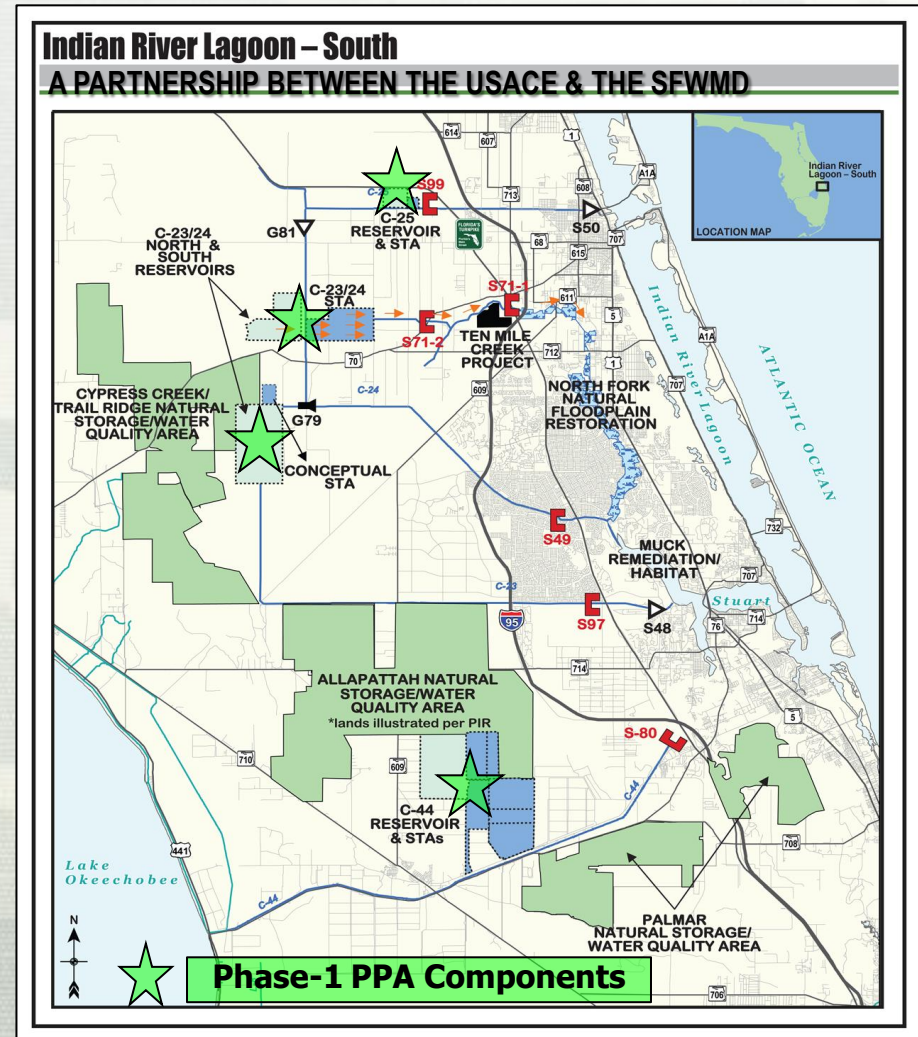 Indian River Lagoon – South
A PARTNERSHIP BETWEEN THE USACE & THE SFWMD
614
607
1
Indian River
Lagoon – South
LOCATION MAP
C-25
S99
713
608
A1A
C-25
RESERVOIR
& STA
S50
G81
FLORIDA'S
TURNPIKE
68
707
615
C-23/24
NORTH &
SOUTH
RESERVOIRS
C-23/24
STA
S71-1
611
S71-2
TEN MILE
CREEK
PROJECT
5
70
712
1
A1A
Indian River Lagoon
ATLANTIC OCEAN
C-24
609
707
CYPRESS CREEK/
TRAIL RIDGE NATURAL
STORAGE/WATER
QUALITY AREA
NORTH FORK
NATURAL
FLOODPLAIN
RESTORATION
G79
CONCEPTUAL
STA
S49
732
MUCK
REMEDIATION/
HABITAT
707
C-23
Stuart
S97
S48
95
76
714
714
ALLAPATTAH NATURAL
STORAGE/WATER
QUALITY AREA
*lands illustrated per PIR
5
S-80
710
609
C-44
C-44
RESERVOIR
& STAs
708
441
Lake
Okeechobee
C-44
PALMAR
NATURAL STORAGE/
WATER QUALITY AREA
N
Phase-1 PPA Components
706